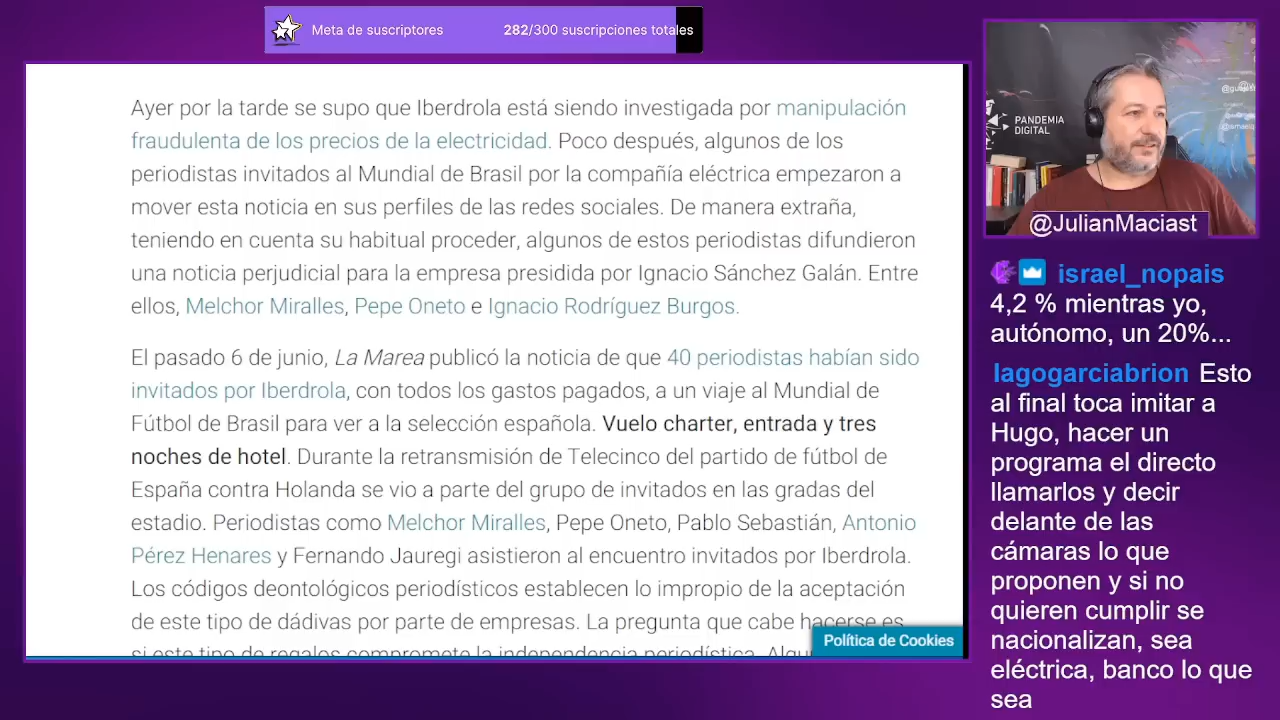 Meta de suscriptores 282/300 suscripciones totales
Ayer por la tarde se supo que Iberdrola está siendo investigada por manipulación
fraudulenta de los precios de la electricidad. Poco después, algunos de los
periodistas invitados al Mundial de Brasil por la compañía eléctrica empezaron a
mover esta noticia en sus perfiles de las redes sociales. De manera extraña,
teniendo en cuenta su habitual proceder, algunos de estos periodistas difundieron
una noticia perjudicial para la empresa presidida por Ignacio Sánchez Galán. Entre
ellos, Melchor Miralles, Pepe Oneto e Ignacio Rodríguez Burgos.
El pasado 6 de junio, La Marea publicó la noticia de que 40 periodistas habían sido
invitados por Iberdrola, con todos los gastos pagados, a un viaje al Mundial de
Fútbol de Brasil para ver a la selección española. Vuelo charter, entrada y tres
noches de hotel. Durante la retransmisión de Telecinco del partido de fútbol de
España contra Holanda se vio a parte del grupo de invitados en las gradas del
estadio. Periodistas como Melchor Miralles, Pepe Oneto, Pablo Sebastián, Antonio
Pérez Henares y Fernando Jauregi asistieron al encuentro invitados por Iberdrola.
Los códigos deontológicos periodísticos establecen lo impropio de la aceptación
de este tipo de dádivas por parte de empresas. La pregunta que cabe hacerse es
si este tipo de regalos compromete la independencia periodística.
Política de Cookies
PANDEMIA
DIGITAL
@JulianMaciast
israel_nopais
4,2 % mientras yo,
autónomo, un 20%...
lagogarciabrion Esto
al final toca imitar a
Hugo, hacer un
programa el directo
llamarlos y decir
delante de las
cámaras lo que
proponen y si no
quieren cumplir se
nacionalizan, sea
eléctrica, banco lo que
sea